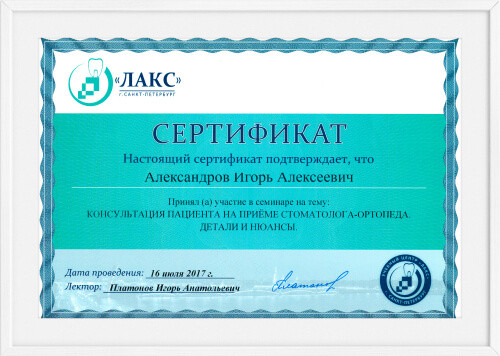 «ЛАКС»
Г. САНКТ-ПЕТЕРБУРГ
СЕРТИФИКАТ
Настоящий сертификат подтверждает, что
Александров Игорь Алексеевич
Принял (а) участие в семинаре на тему:
КОНСУЛЬТАЦИЯ ПАЦИЕНТА НА ПРИЁМЕ СТОМАТОЛОГА-ОРТОПЕДА.
ДЕТАЛИ И НЮАНСЫ.
Дата проведения: 16 июля 2017 г.
Лектор: Платонов Игорь Анатольевич
Платонов
УЧЕБНЫЙ ЦЕНТР «ЛАКС»
САНКТ-ПЕТЕРБУРГ